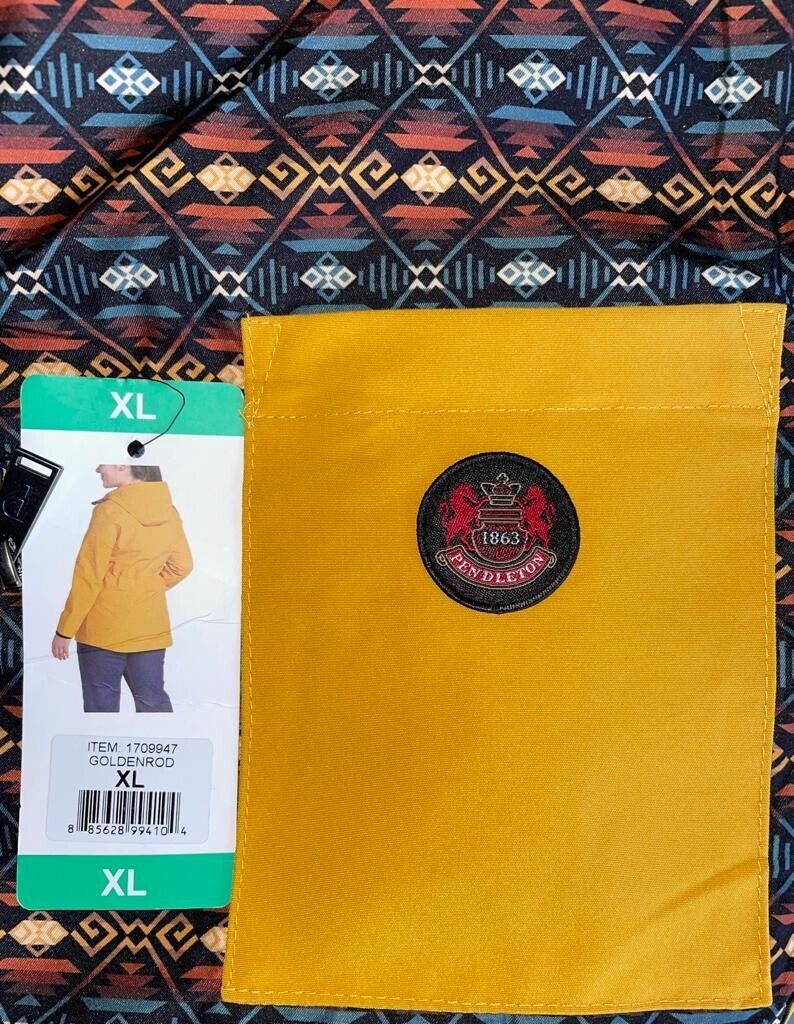 XL
1863
PENDLETON
ITEM: 1709947
GOLDENROD
XL
8 85628 99410 4
XL